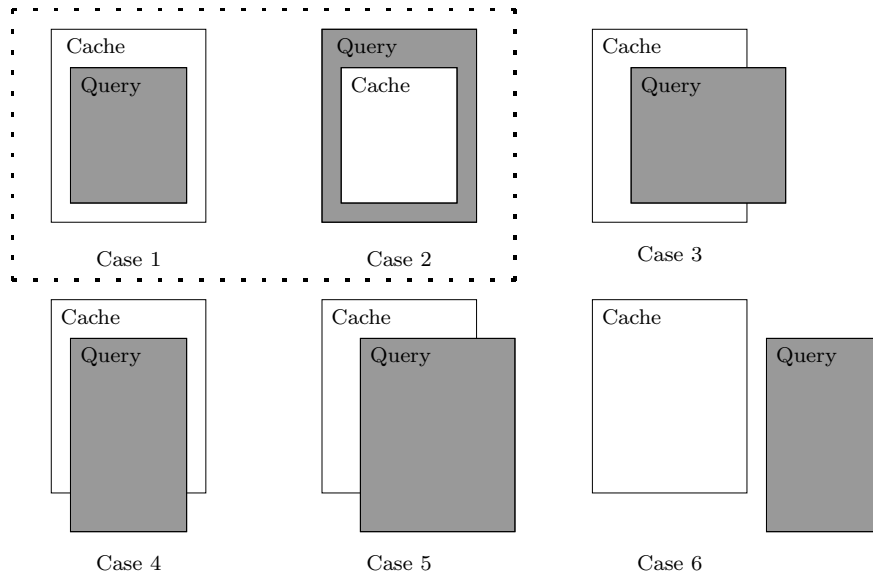 Cache
Query
Case 1
Query
Cache
Case 2
Cache
Query
Case 3
Cache
Query
Case 4
Cache
Query
Case 5
Cache
Query
Case 6